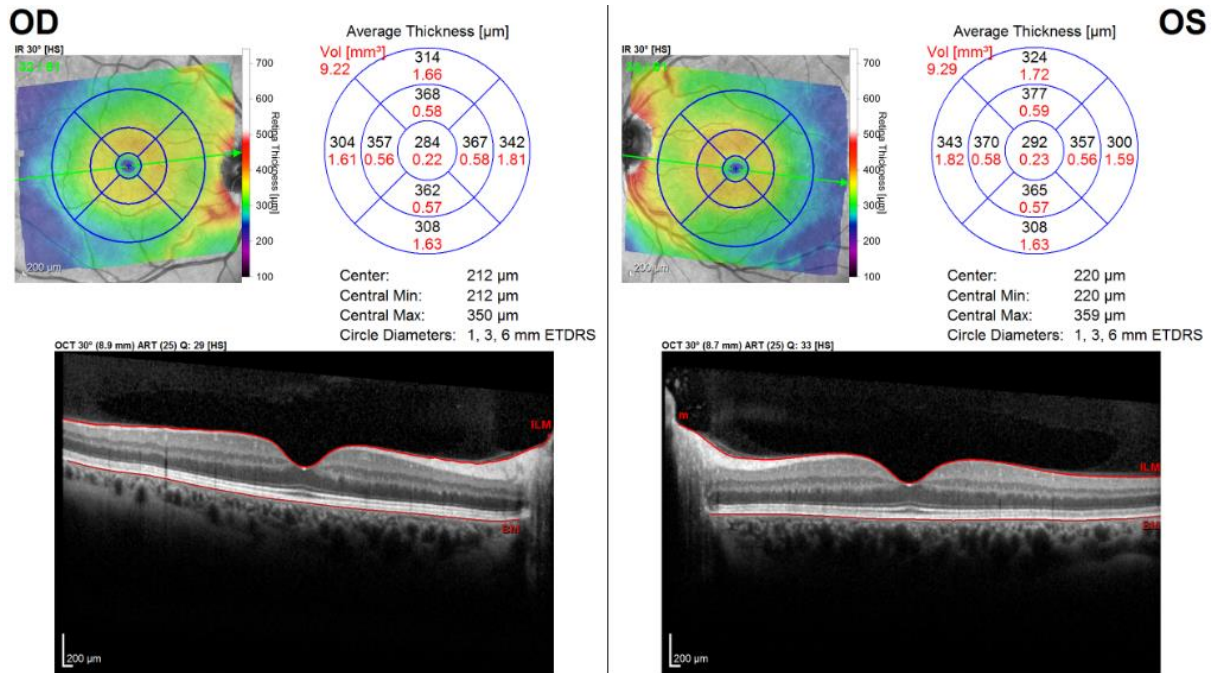 OD
OS
IR 30° [HS]
700
600
500
400
300
200
100
Retina Thickness [µm]
200 µm
Average Thickness [µm]
Vol [mm³]
9.22
314
1.66
368
0.58
304 357 284 367 342
1.61 0.56 0.22 0.58 1.81
362
0.57
308
1.63
Center: 212 µm
Central Min: 212 µm
Central Max: 350 µm
Circle Diameters: 1, 3, 6 mm ETDRS
OCT 30° (8.9 mm) ART (25) Q: 29 [HS]
ILM
BM
200 µm
IR 30° [HS]
700
600
500
400
300
200
100
Retina Thickness [µm]
200 µm
Average Thickness [µm]
Vol [mm³]
9.29
324
1.72
377
0.59
343 370 292 357 300
1.82 0.58 0.23 0.56 1.59
365
0.57
308
1.63
Center: 220 µm
Central Min: 220 µm
Central Max: 359 µm
Circle Diameters: 1, 3, 6 mm ETDRS
OCT 30° (8.7 mm) ART (25) Q: 33 [HS]
ILM
200 µm